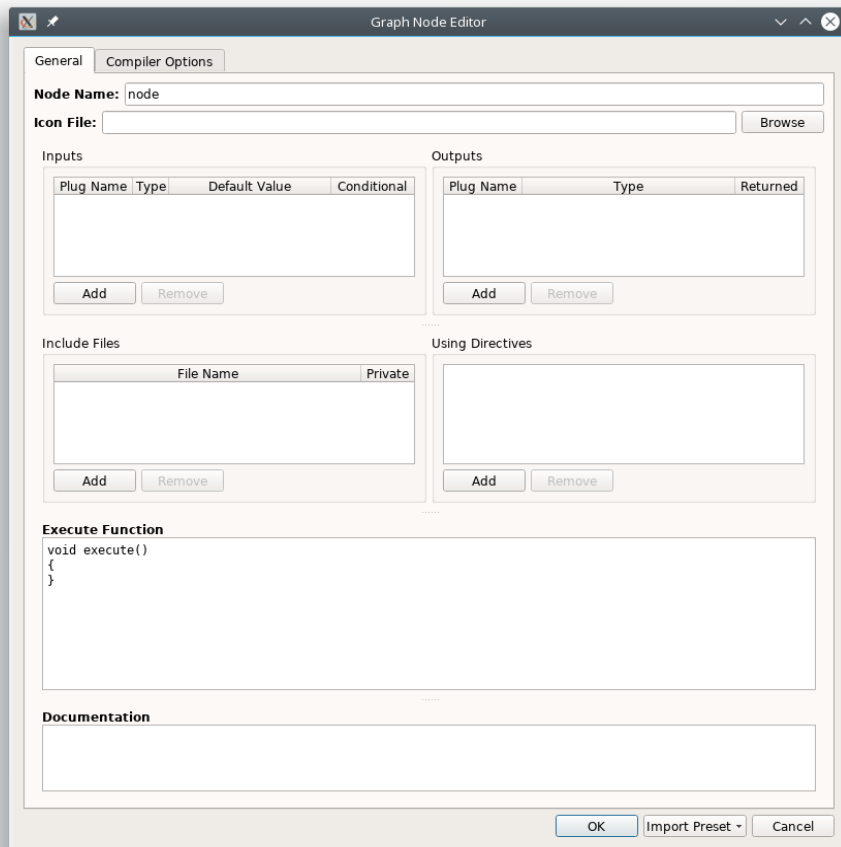 Graph Node Editor
General Compiler Options
Node Name: node
Icon File: Browse
Inputs Outputs
Plug Name Type Default Value Conditional Plug Name Type Returned
Add Remove Add Remove
Include Files Using Directives
File Name Private
Add Remove Add Remove
Execute Function
void execute()
{
}
Documentation
OK Import Preset Cancel